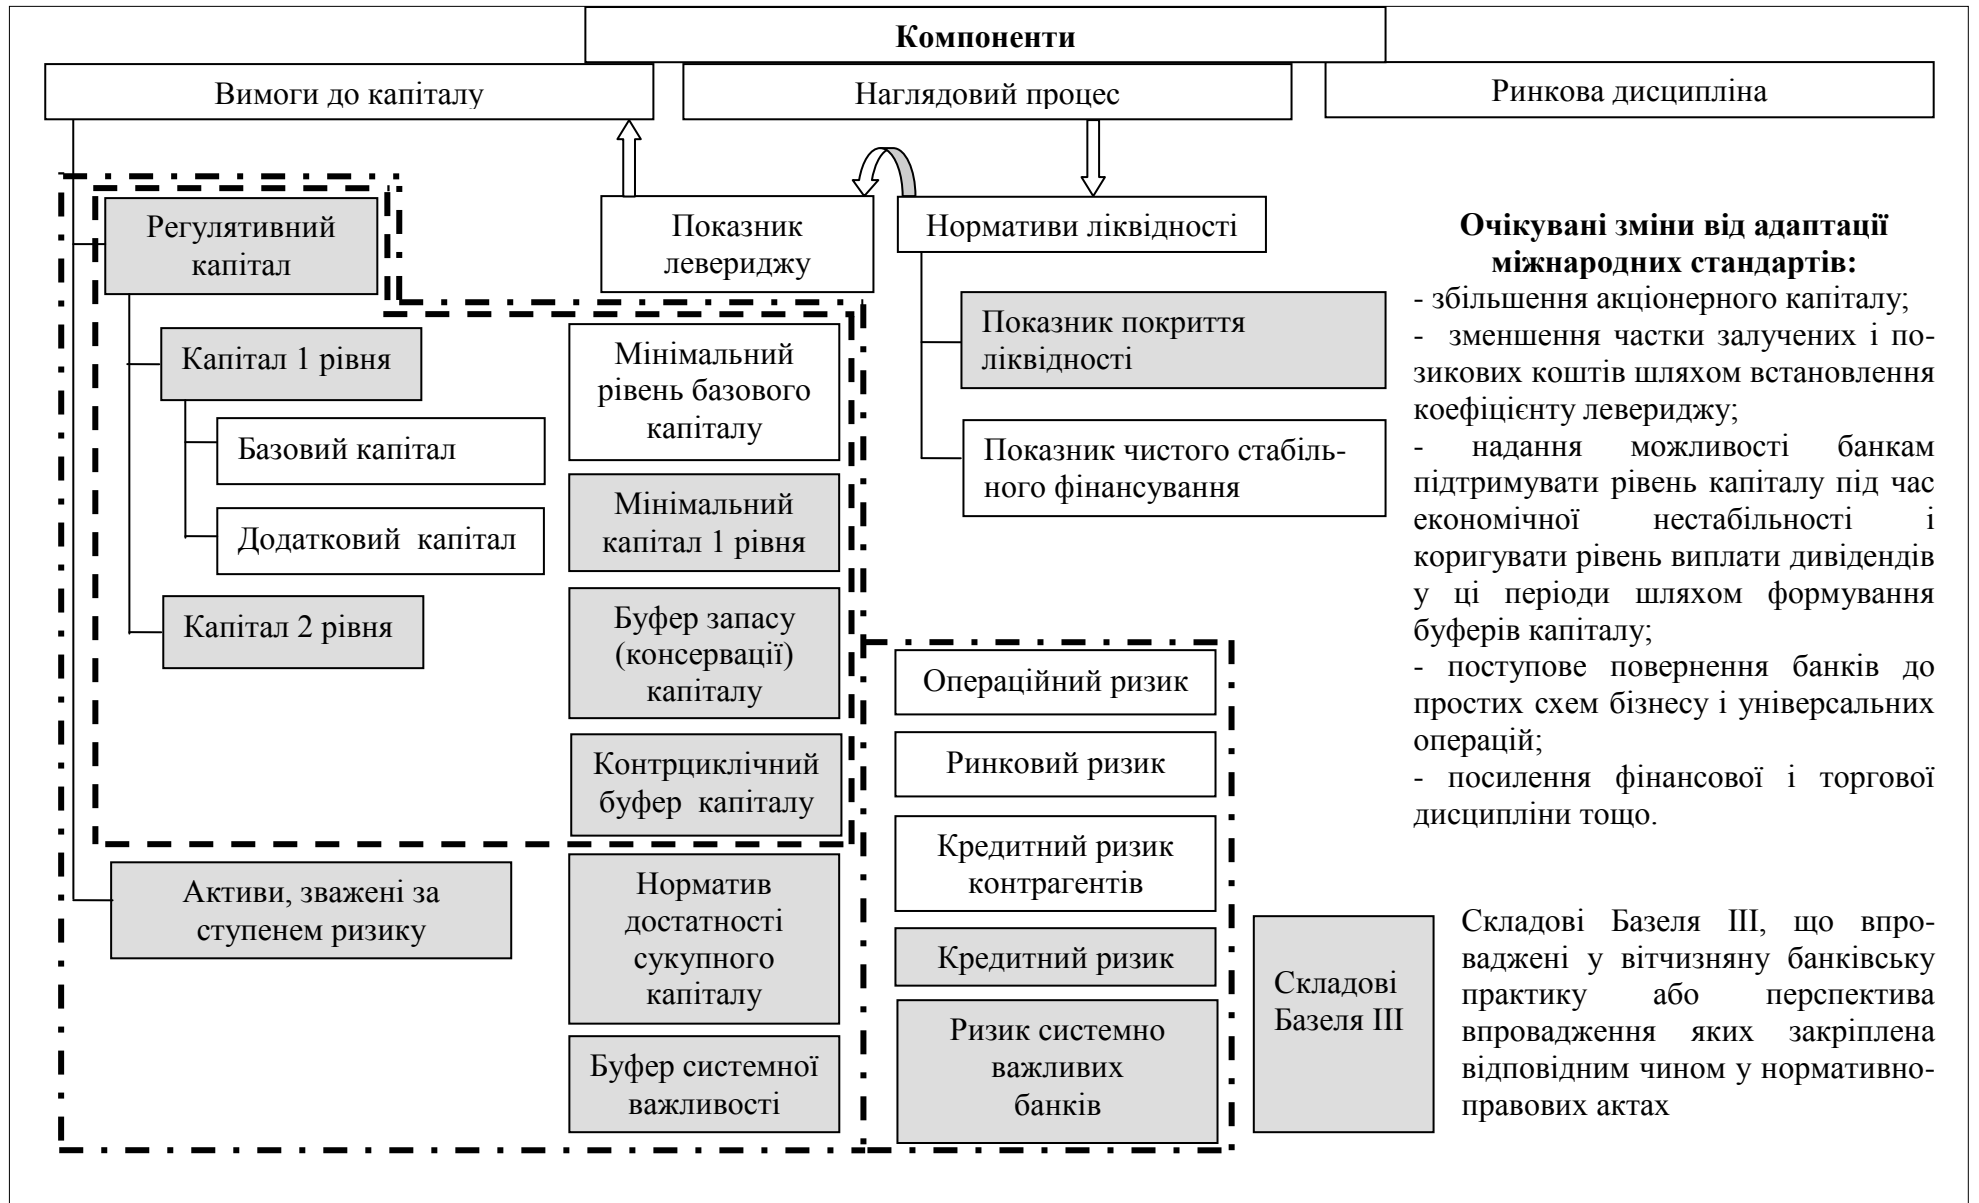 Компоненти
Вимоги до капіталу
Наглядовий процес
Ринкова дисципліна
Регулятивний
капітал
Показник
левериджу
Нормативи ліквідності
Капітал 1 рівня
Базовий капітал
Додатковий капітал
Капітал 2 рівня
Мінімальний
рівень базового
капіталу
Мінімальний
капітал 1 рівня
Буфер запасу
(консервації)
капіталу
Контрциклічний
буфер капіталу
Показник покриття
ліквідності
Показник чистого стабіль-
ного фінансування
Активи, зважені за
ступенем ризику
Норматив
достатності
сукупного
капіталу
Буфер системної
важливості
Операційний ризик
Ринковий ризик
Кредитний ризик
контрагентів
Кредитний ризик
Ризик системно
важливих
банків
Очікувані зміни від адаптації
міжнародних стандартів:
- збільшення акціонерного капіталу;
- зменшення частки залучених і по-
зикових коштів шляхом встановлення
коефіцієнту левериджу;
- надання можливості банкам
підтримувати рівень капіталу під час
економічної нестабільності і
коригувати рівень виплати дивідендів
у ці періоди шляхом формування
буферів капіталу;
- поступове повернення банків до
простих схем бізнесу і універсальних
операцій;
- посилення фінансової і торгової
дисципліни тощо.
Складові
Базеля ІІІ
Складові Базеля ІІІ, що впро-
ваджені у вітчизняну банківську
практику або перспектива
впровадження яких закріплена
відповідним чином у нормативно-
правових актах